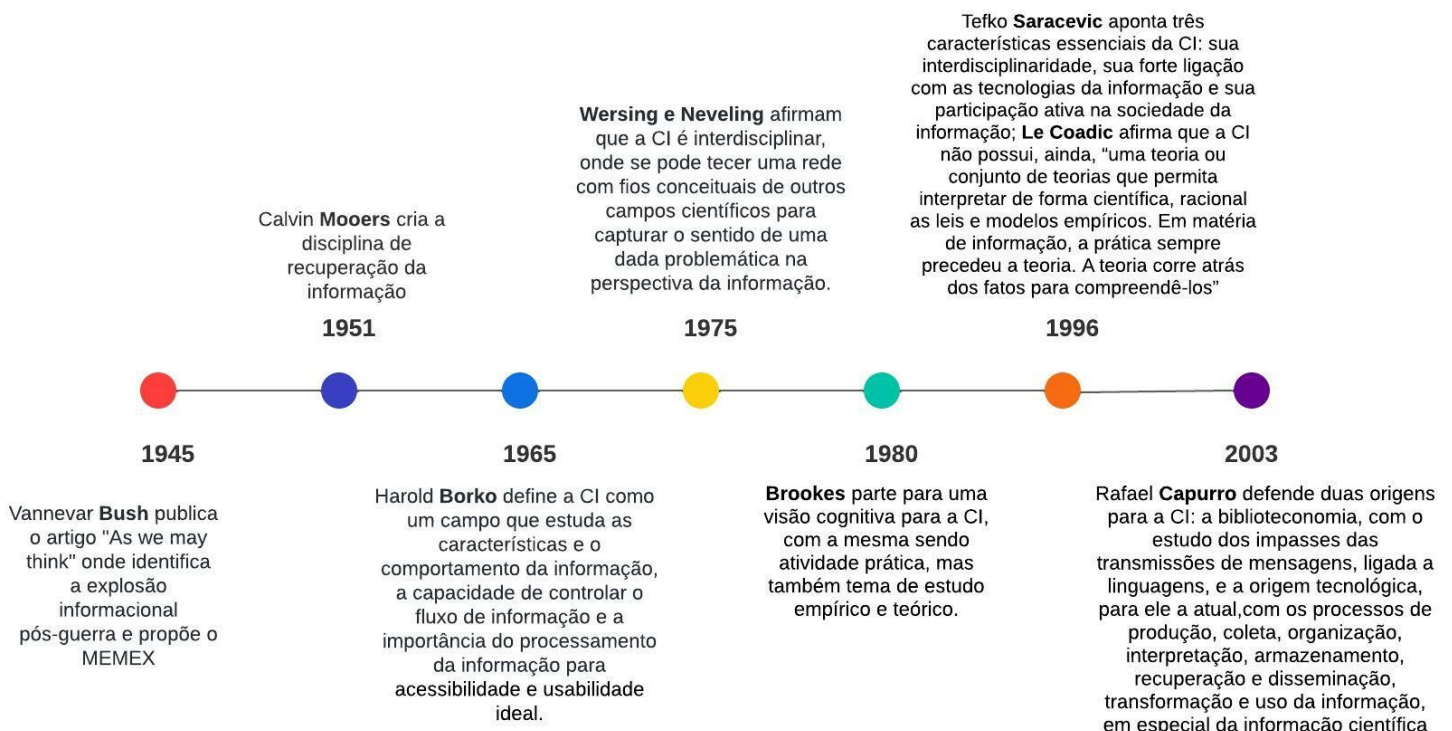 Calvin Mooers cria a
disciplina de
recuperação da
informação
1951
Wersing e Neveling afirmam
que a CI é interdisciplinar,
onde se pode tecer uma rede
com fios conceituais de outros
campos científicos para
capturar o sentido de uma
dada problemática na
perspectiva da informação.
1975
Tefko Saracevic aponta três
características essenciais da CI: sua
interdisciplinaridade, sua forte ligação
com as tecnologias da informação e sua
participação ativa na sociedade da
informação; Le Coadic afirma que a CI
não possui, ainda, “uma teoria ou
conjunto de teorias que permita
interpretar de forma científica, racional
as leis e modelos empíricos. Em matéria
de informação, a prática sempre
precedeu a teoria. A teoria corre atrás
dos fatos para compreendê-los”
1996
1945
Vannevar Bush publica
o artigo "As we may
think" onde identifica
a explosão
informacional
pós-guerra e propõe o
MEMEX
1965
Harold Borko define a CI como
um campo que estuda as
características e o
comportamento da informação,
a capacidade de controlar o
fluxo de informação e a
importância do processamento
da informação para
acessibilidade e usabilidade
ideal.
1980
Brookes parte para uma
visão cognitiva para a CI,
com a mesma sendo
atividade prática, mas
também tema de estudo
empírico e teórico.
2003
Rafael Capurro defende duas origens
para a CI: a biblioteconomia, com o
estudo dos impasses das
transmissões de mensagens, ligada a
linguagens, e a origem tecnológica,
para ele a atual,com os processos de
produção, coleta, organização,
interpretação, armazenamento,
recuperação e disseminação,
transformação e uso da informação,
em especial da informação científica